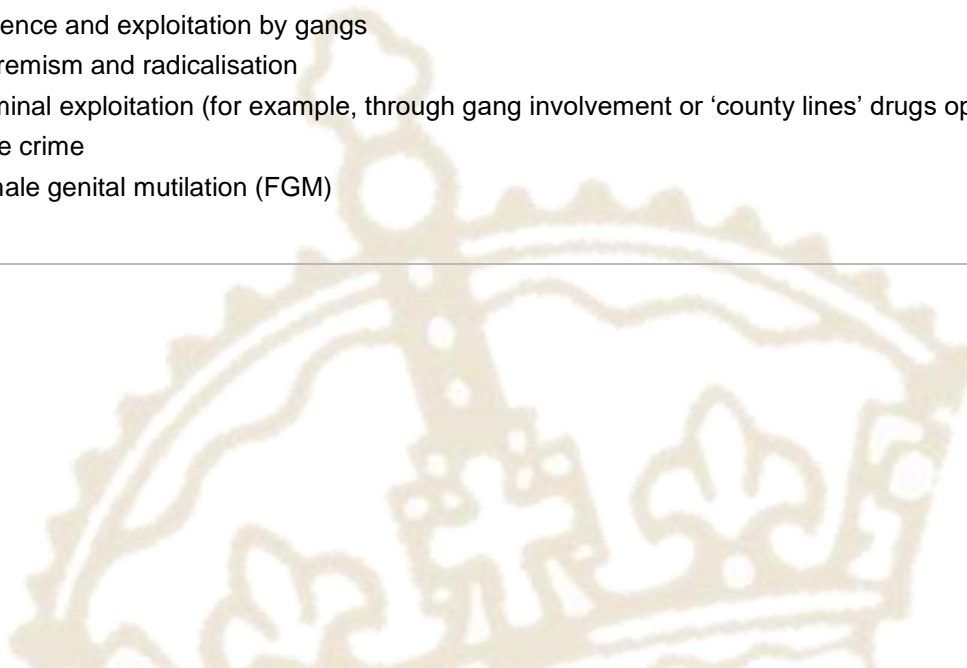 ence and exploitation by gangs
remism and radicalisation
minal exploitation (for example, through gang involvement or ‘county lines’ drugs op
e crime
nale genital mutilation (FGM)